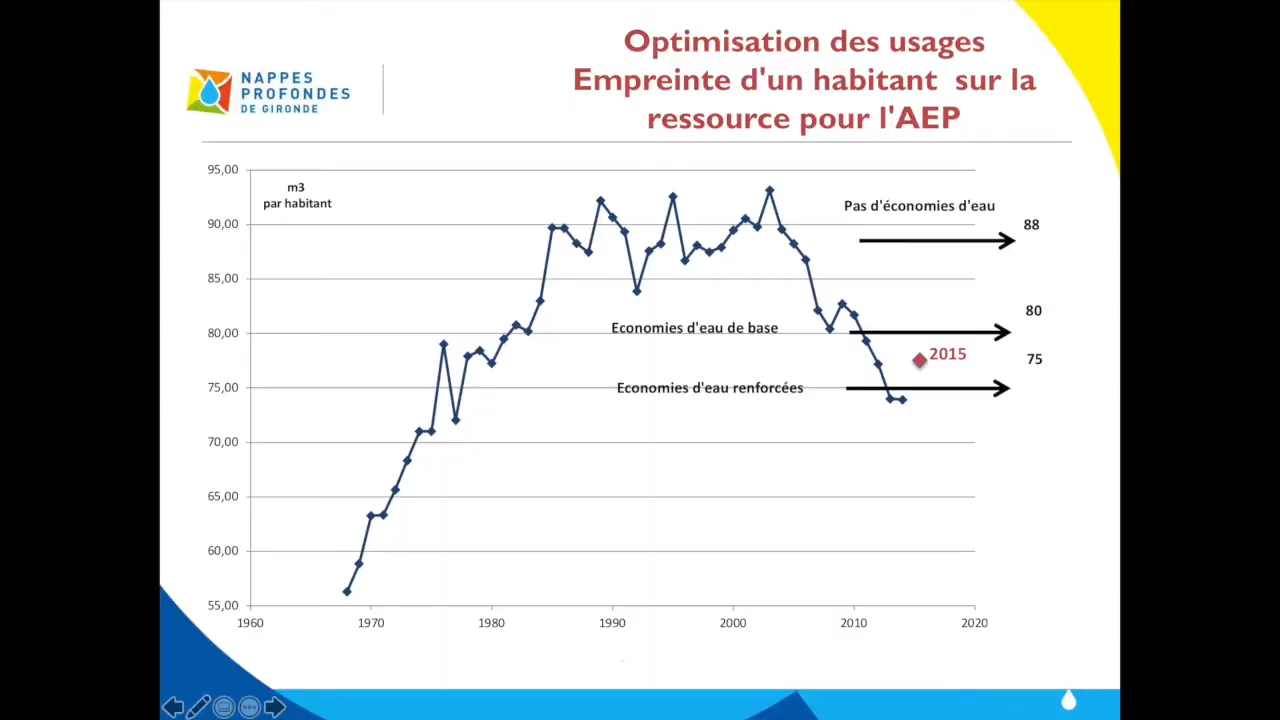 Optimisation des usages
Empreinte d'un habitant sur la
ressource pour l'AEP
NAPPES
PROFONDES
DE GIRONDE
95,00
90,00
85,00
80,00
75,00
70,00
65,00
60,00
55,00
m3
par habitant
Pas d'économies d'eau
88
Economies d'eau de base
80
2015
75
Economies d'eau renforcées
1960
1970
1980
1990
2000
2010
2020